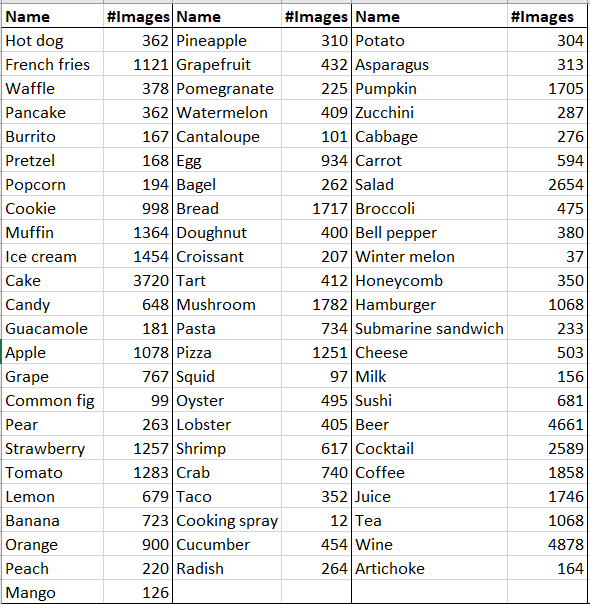 Name #Images Name #Images Name #Images
Hot dog 362 Pineapple 310 Potato 304
French fries 1121 Grapefruit 432 Asparagus 313
Waffle 378 Pomegranate 225 Pumpkin 1705
Pancake 362 Watermelon 409 Zucchini 287
Burrito 167 Cantaloupe 101 Cabbage 276
Pretzel 168 Egg 934 Carrot 594
Popcorn 194 Bagel 262 Salad 2654
Cookie 998 Bread 1717 Broccoli 475
Muffin 1364 Doughnut 400 Bell pepper 380
Ice cream 1454 Croissant 207 Winter melon 37
Cake 3720 Tart 412 Honeycomb 350
Candy 648 Mushroom 1782 Hamburger 1068
Guacamole 181 Pasta 734 Submarine sandwich 233
Apple 1078 Pizza 1251 Cheese 503
Grape 767 Squid 97 Milk 156
Common fig 99 Oyster 495 Sushi 681
Pear 263 Lobster 405 Beer 4661
Strawberry 1257 Shrimp 617 Cocktail 2589
Tomato 1283 Crab 740 Coffee 1858
Lemon 679 Taco 352 Juice 1746
Banana 723 Cooking spray 12 Tea 1068
Orange 900 Cucumber 454 Wine 4878
Peach 220 Radish 264 Artichoke 164
Mango 126